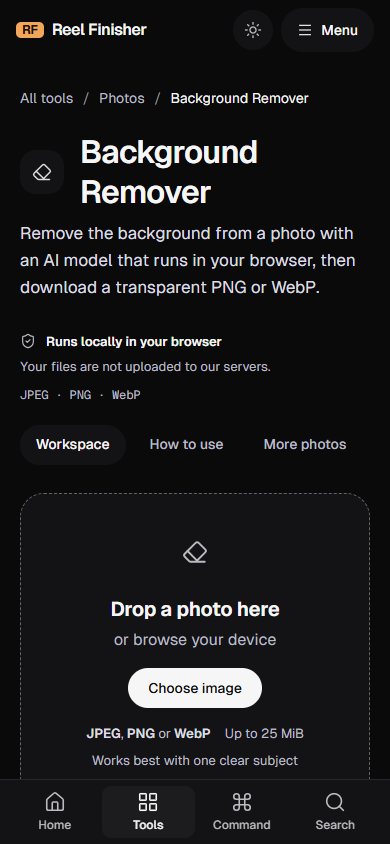 RF Reel Finisher
Menu
All tools / Photos / Background Remover
Background
Remover
Remove the background from a photo with
an AI model that runs in your browser, then
download a transparent PNG or WebP.
Runs locally in your browser
Your files are not uploaded to our servers.
JPEG · PNG · WebP
Workspace How to use More photos
Drop a photo here
or browse your device
Choose image
JPEG, PNG or WebP Up to 25 MiB
Works best with one clear subject
Home Tools Command Search